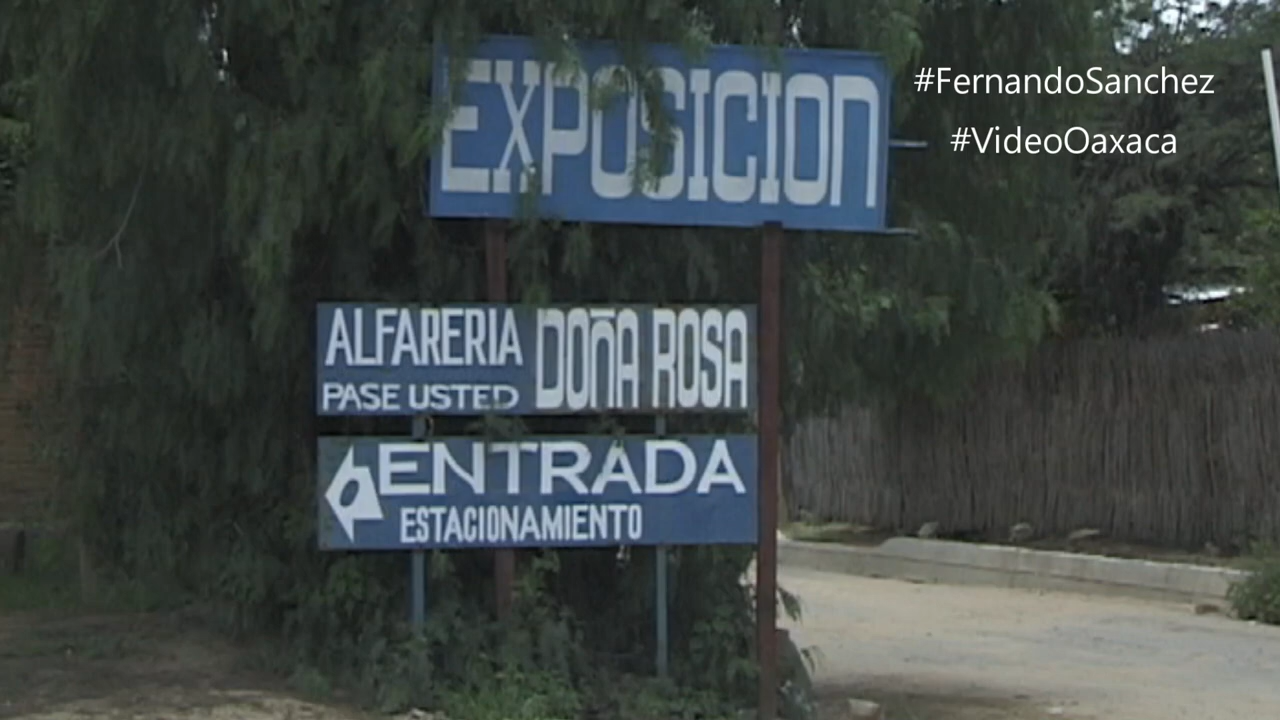 EXPOSICION
#FernandoSanchez
#VideoOaxaca
ALFARERIA DOÑA ROSA
PASE USTED
ENTRADA
ESTACIONAMIENTO